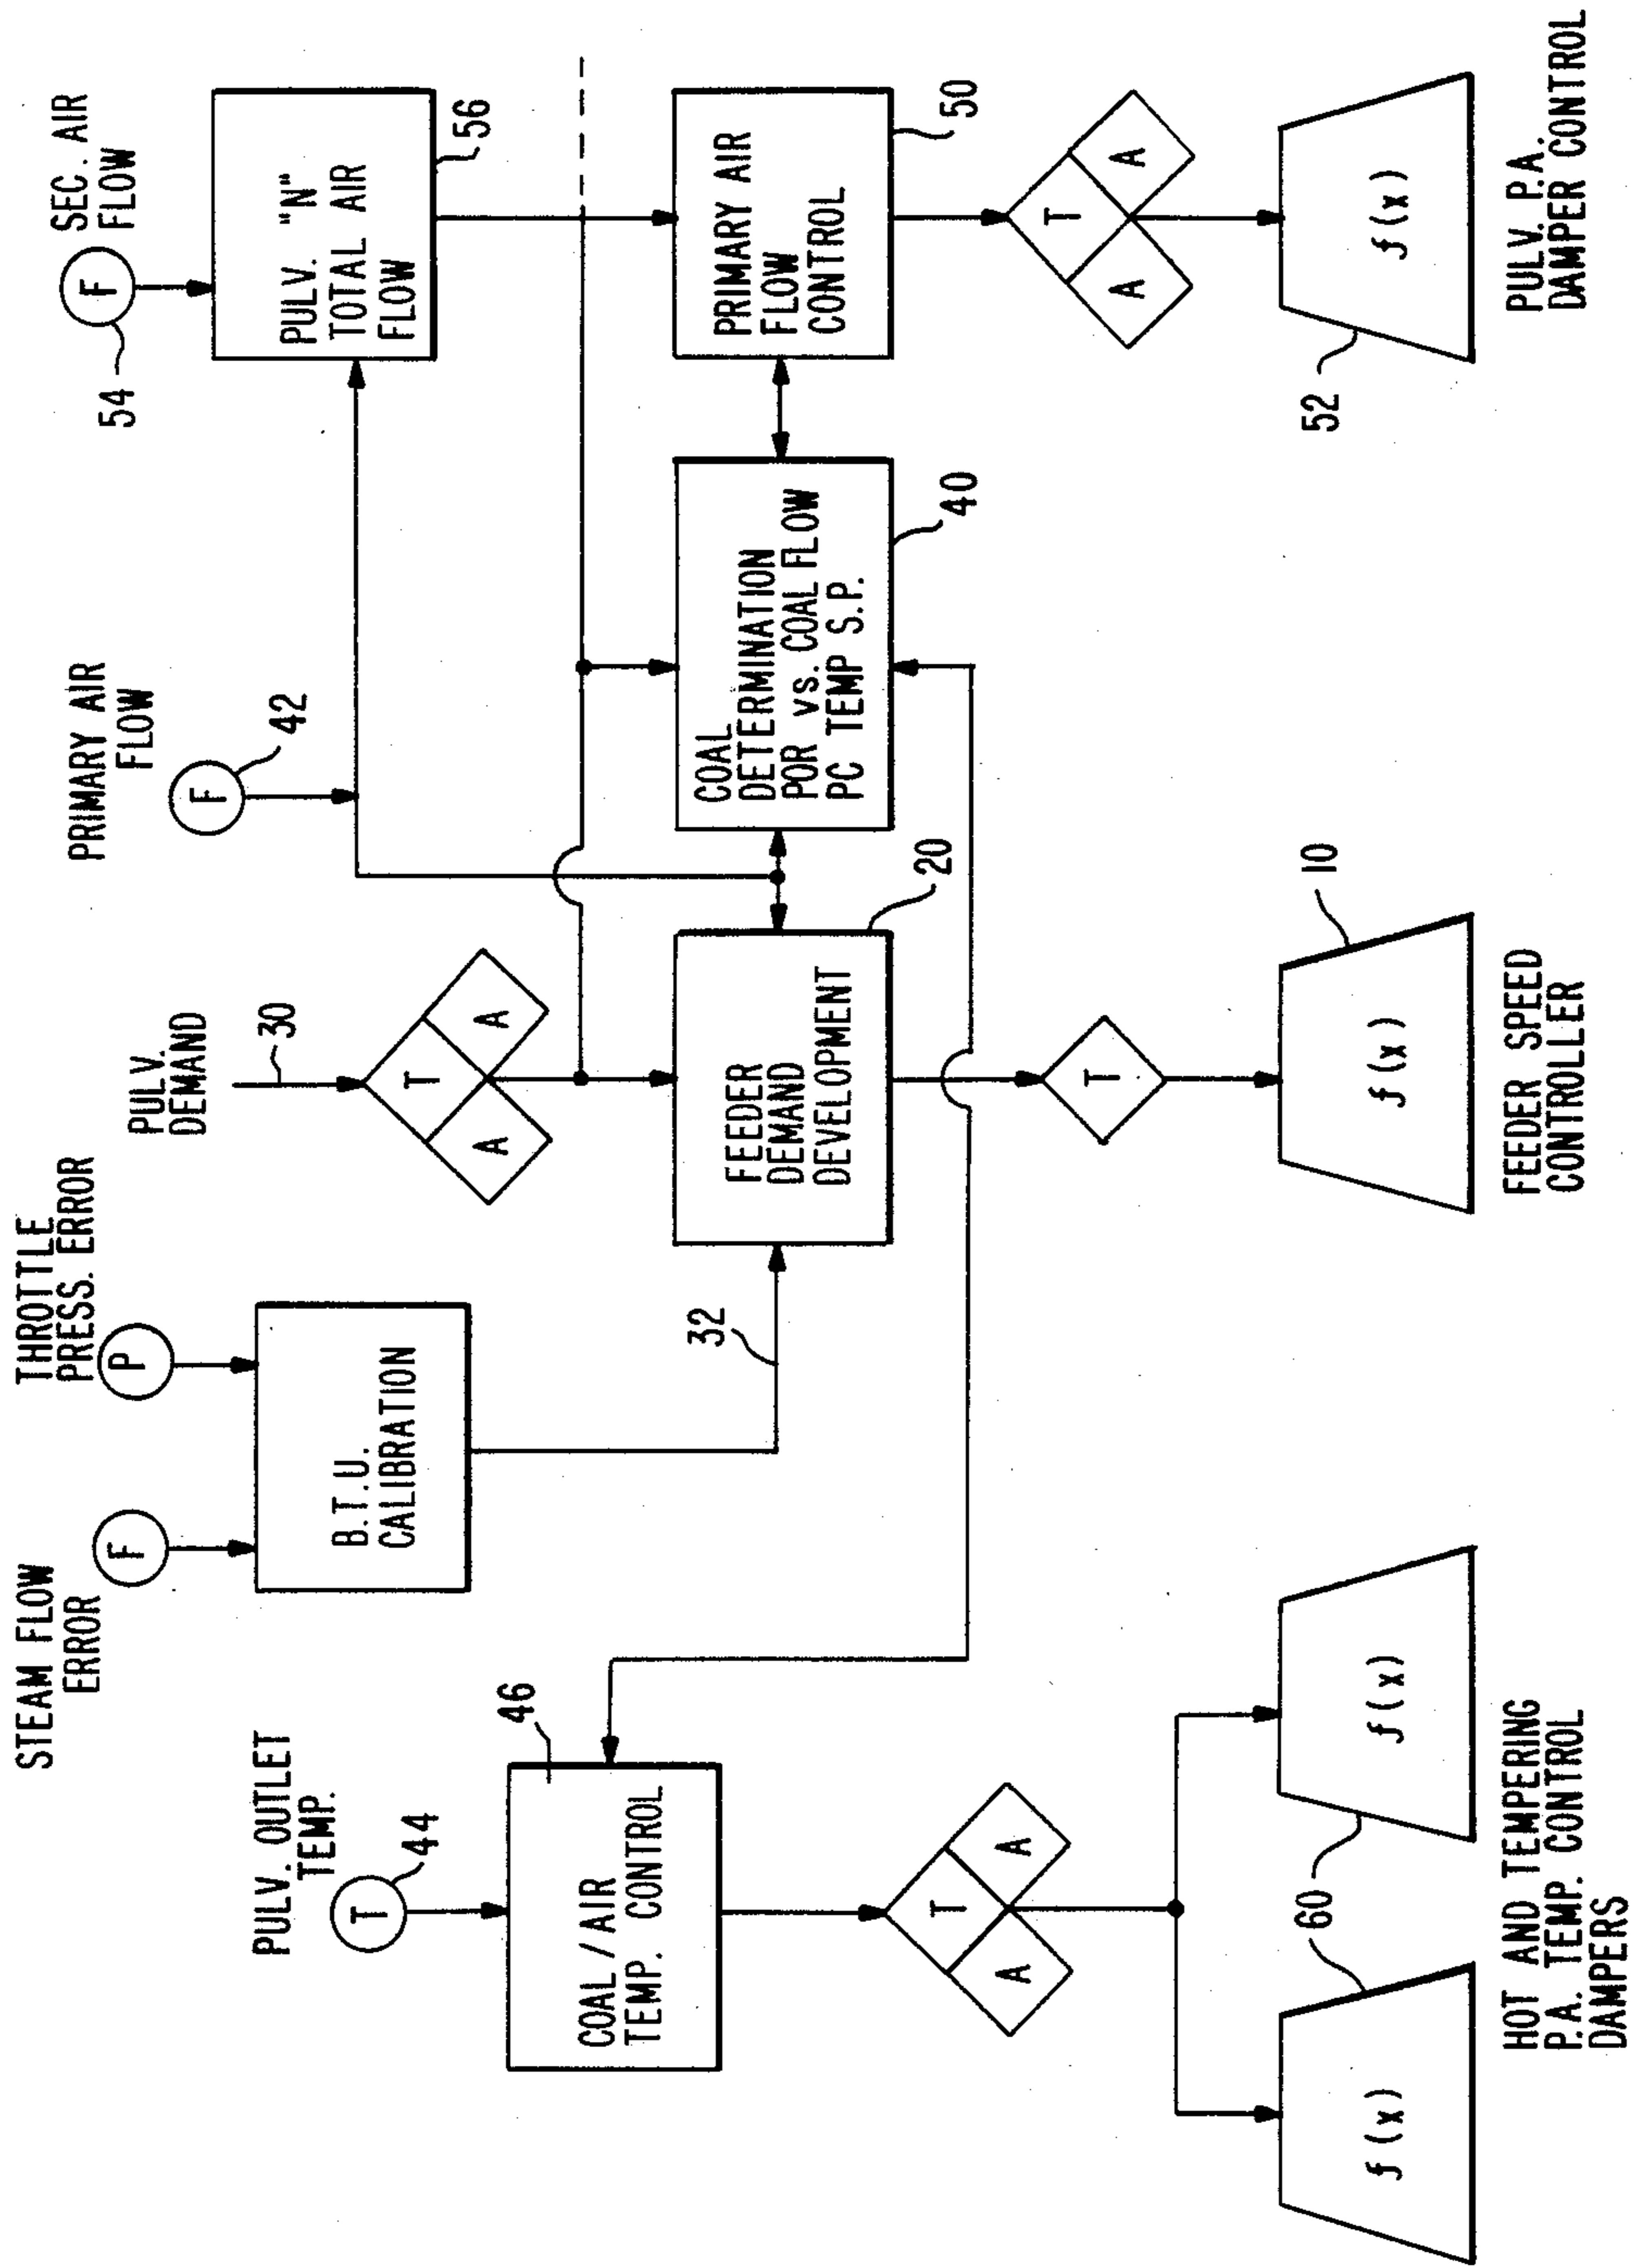 STEAM FLOW
ERROR
THROTTLE
PRESS. ERROR
F
P
B.T.U.
CALIBRATION
32
PULV. OUTLET
TEMP.
T
44
46
COAL / AIR
TEMP. CONTROL
T
A
A
f(x)
f(x)
60
60
HOT AND TEMPERING
P.A. TEMP. CONTROL
DAMPERS
PULV.
DEMAND
30
T
A
A
FEEDER
DEMAND
DEVELOPMENT
20
T
f(x)
10
FEEDER SPEED
CONTROLLER
PRIMARY AIR
FLOW
F
42
COAL
DETERMINATION
POR vs. COAL FLOW
PC TEMP S.P.
40
SEC. AIR
FLOW
F
54
PULV. "N"
TOTAL AIR
FLOW
56
PRIMARY AIR
FLOW
CONTROL
50
T
A
A
f(x)
52
PULV. P.A.
DAMPER CONTROL